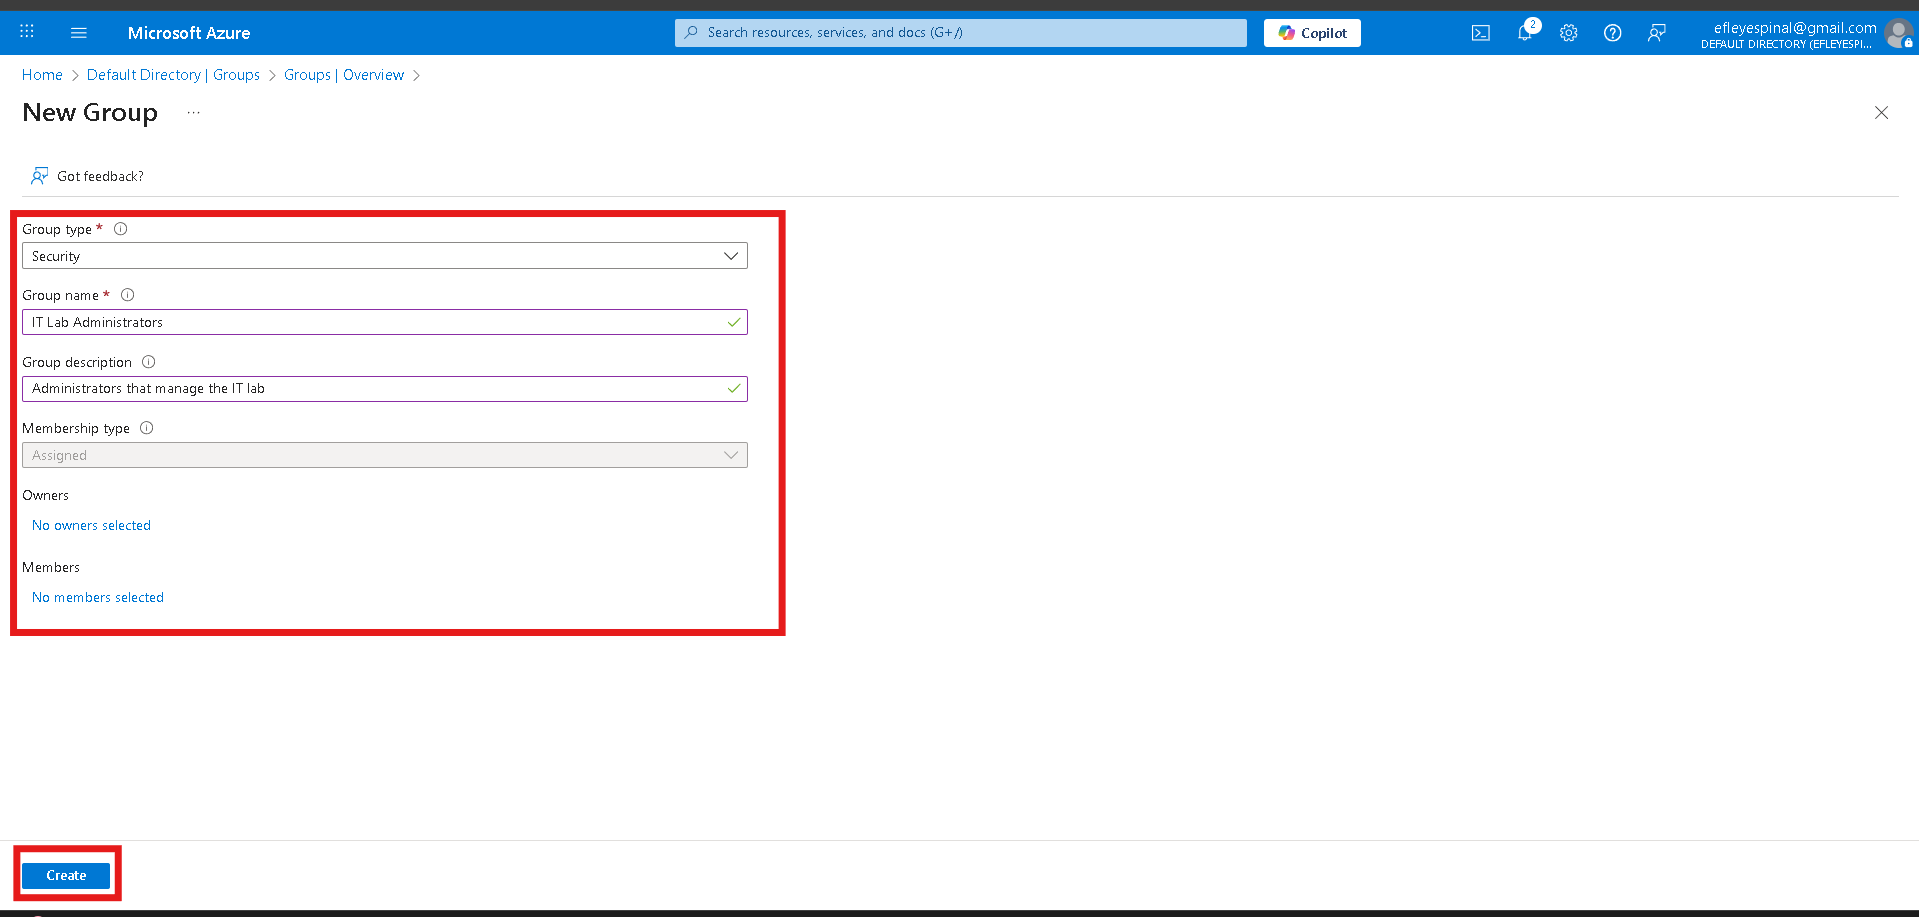 Microsoft Azure
Search resources, services, and docs (G+/)
Copilot
2
efleyespinal@gmail.com
DEFAULT DIRECTORY (EFLEYESPI...
Home > Default Directory | Groups > Groups | Overview >
New Group ...
Got feedback?
Group type *
Security
Group name *
IT Lab Administrators
Group description
Administrators that manage the IT lab
Membership type
Assigned
Owners
No owners selected
Members
No members selected
Create